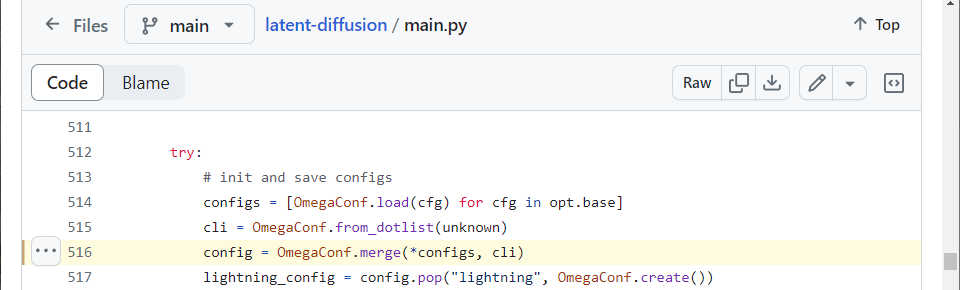 Files main latent-diffusion / main.py Top
Code Blame Raw
511
512 try:
513 # init and save configs
514 configs = [OmegaConf.load(cfg) for cfg in opt.base]
515 cli = OmegaConf.from_dotlist(unknown)
516 config = OmegaConf.merge(*configs, cli)
517 lightning_config = config.pop("lightning", OmegaConf.create())